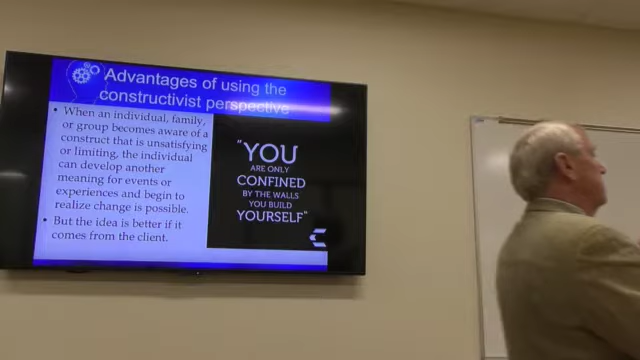 Advantages of using the
constructivist perspective
• When an individual, family,
or group becomes aware of a
construct that is unsatisfying
or limiting, the individual
can develop another
meaning for events or
experiences and begin to
realize change is possible.
• But the idea is better if it
comes from the client.
"YOU
ARE ONLY
CONFINED
BY THE WALLS
YOU BUILD
YOURSELF"